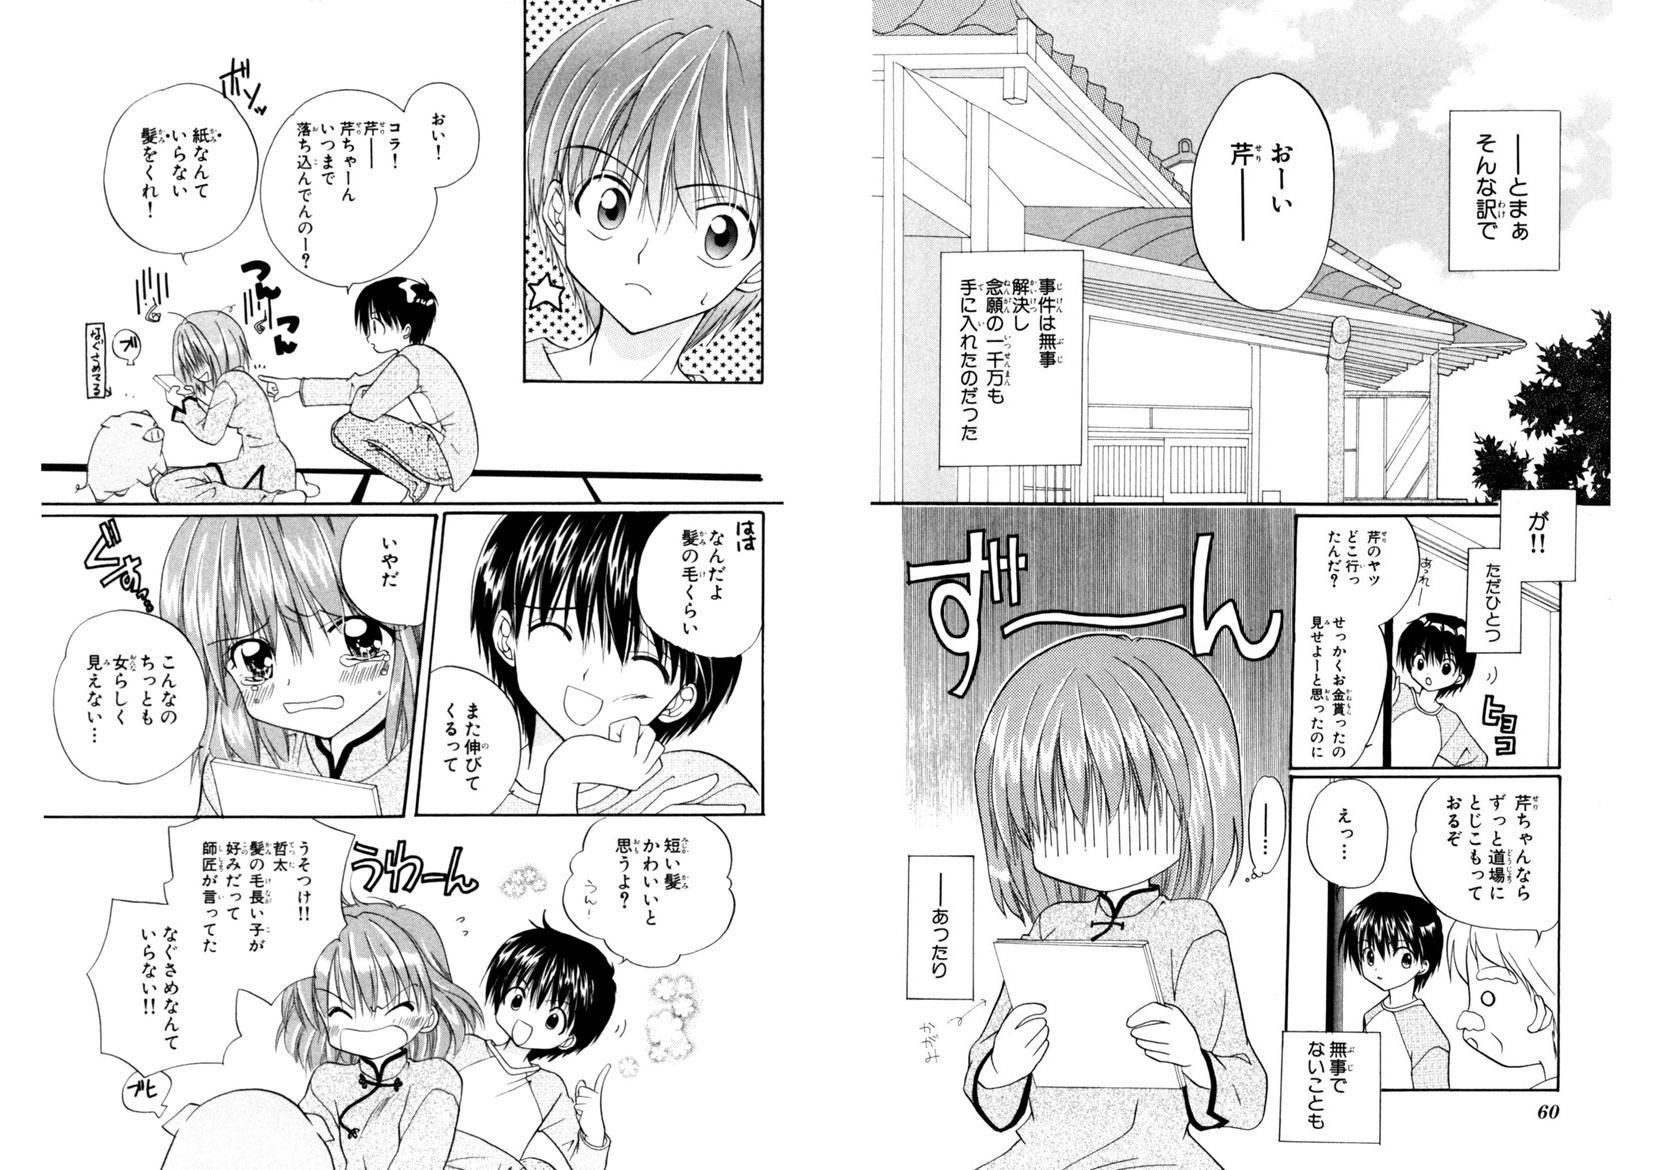 ――とまぁ
そんな訳で
おーい
芹――
事件は無事
解決し
念願の一千万も
手に入れたのだった
が!!
ただひとつ
あれー
芹のヤツ
どこ行っ
たんだ?
せっかくお金貰ったの
見せよーと思ったのに
ヒョコ
芹ちゃんなら
ずっと道場に
とじこもって
おるぞ
えっ…
無事で
ないことも
ず――ん
――…
――あったり
かがみ
60
おい!
コラ!
芹――
芹ちゃーん
いつまで
落ち込んでんの―?
ボソッ
紙なんて
いらない
髪をくれ!
つんつん
ブ
なぐさめてる
はは
なんだよ
髪の毛くらい
また伸びて
くるって
いやだ
ぐすっ…
こんなの
ちっとも
女らしく
見えない…
短い髪
かわいいと
思うよ?
うん!
うわーん
うそつけ!!
哲太
髪の毛長い子が
好みだって
師匠が言ってた
なぐさめなんて
いらない!!
ブヒ